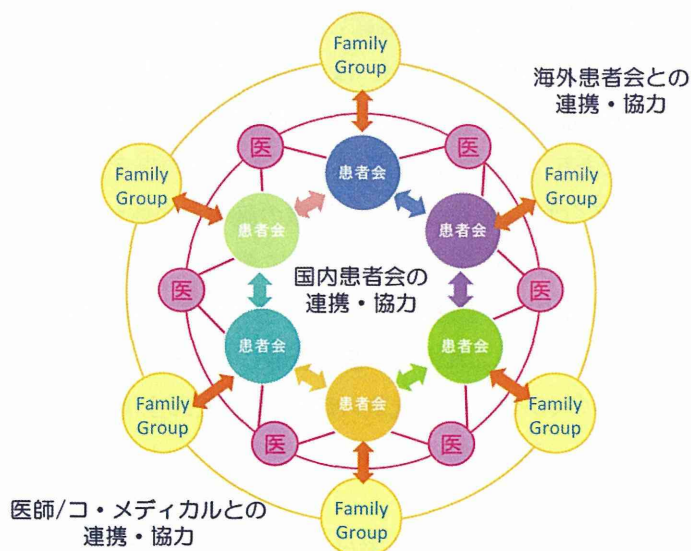 Family
Group
海外患者会との
連携・協力
医
医
患者会
Family
Group
Family
Group
患者会
患者会
国内患者会の
連携・協力
医
医
患者会
患者会
患者会
Family
Group
Family
Group
医
医
医師/コ・メディカルとの
連携・協力
Family
Group